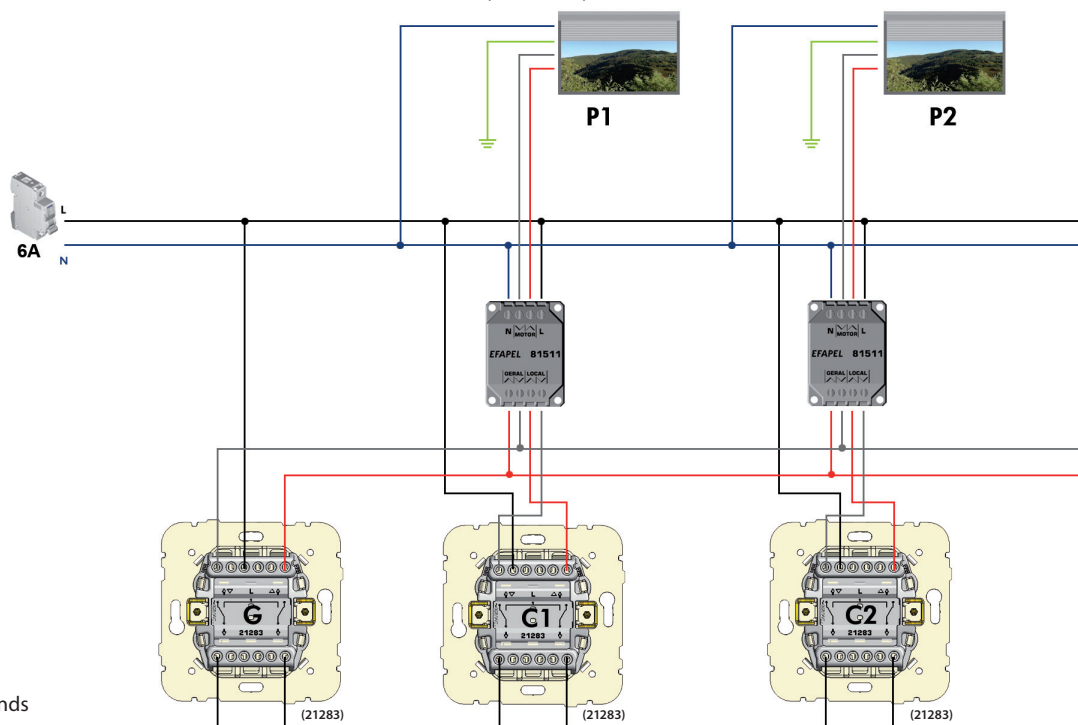 P1
P2
L
6A
N
N MOTOR L
EFAPEL 81511
GERAL LOCAL
N MOTOR L
EFAPEL 81511
GERAL LOCAL
L
G
21283
L
C1
21283
L
C2
21283
nds
(21283)
(21283)
(21283)